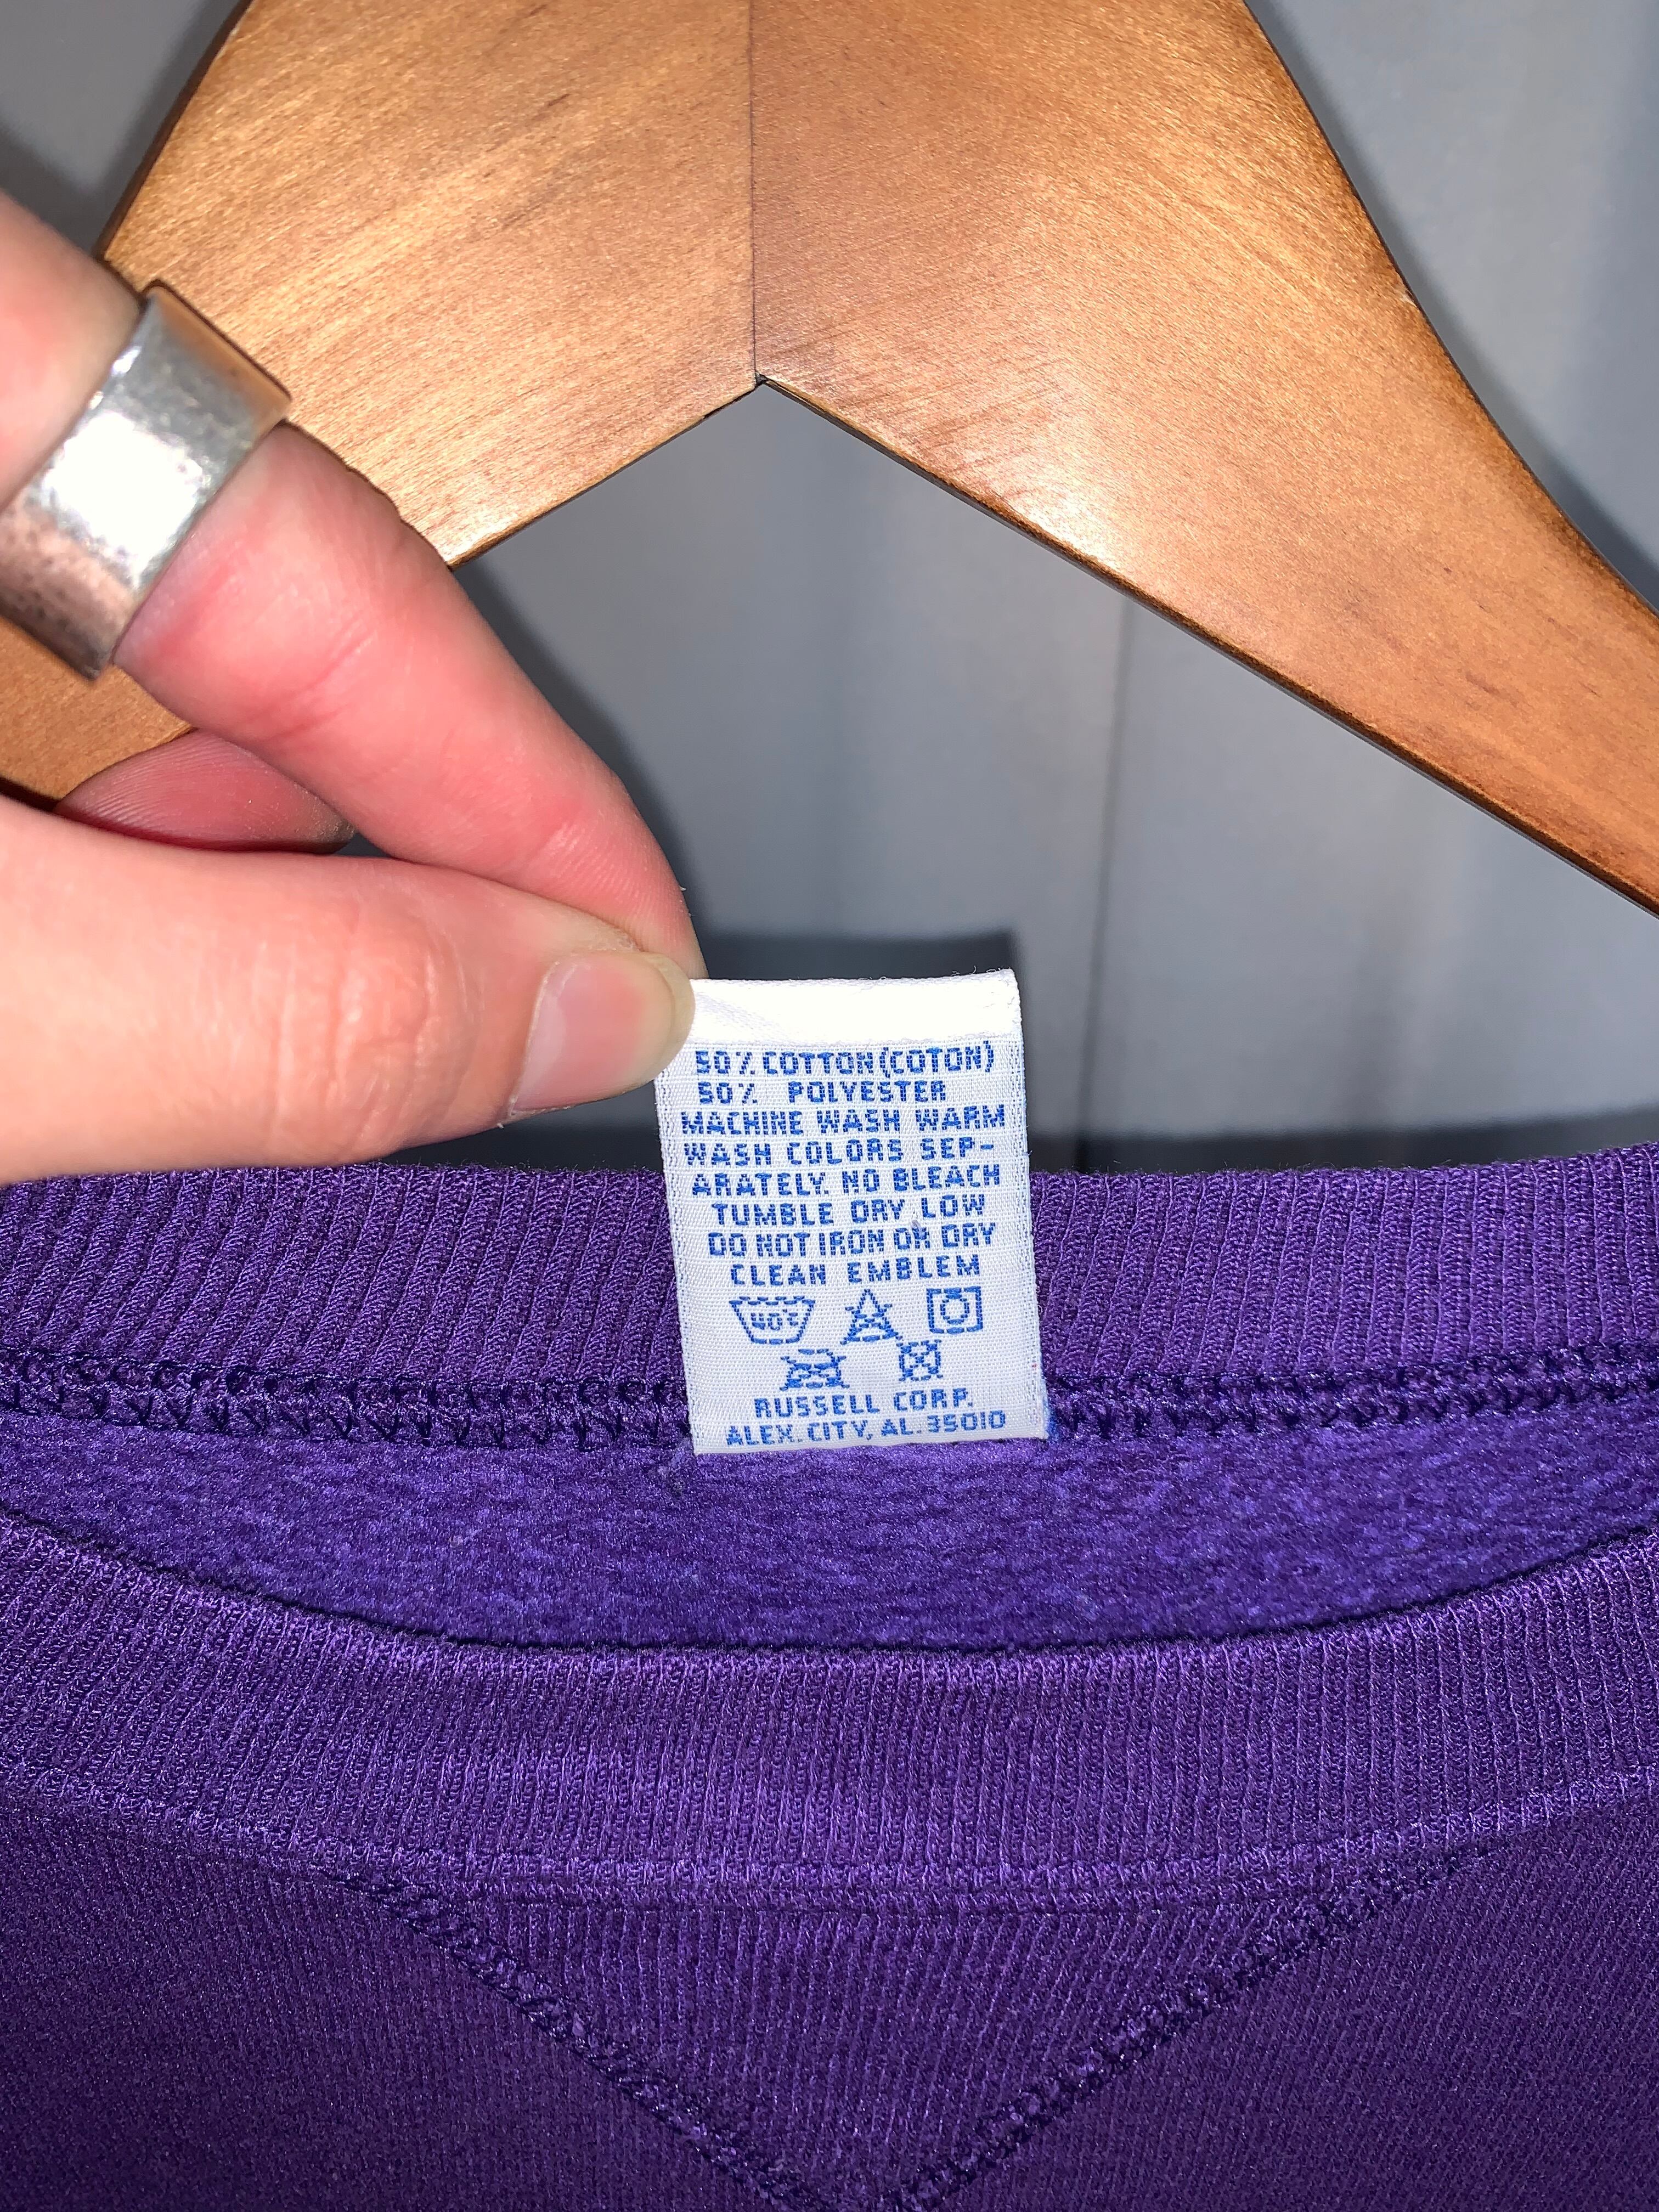 50% COTTON (COTON)
50% POLYESTER
MACHINE WASH WARM
WASH COLORS SEP-
ARATELY. NO BLEACH
TUMBLE DRY LOW
DO NOT IRON OR DRY
CLEAN EMBLEM
40°C
RUSSELL CORP.
ALEX. CITY, AL. 35010